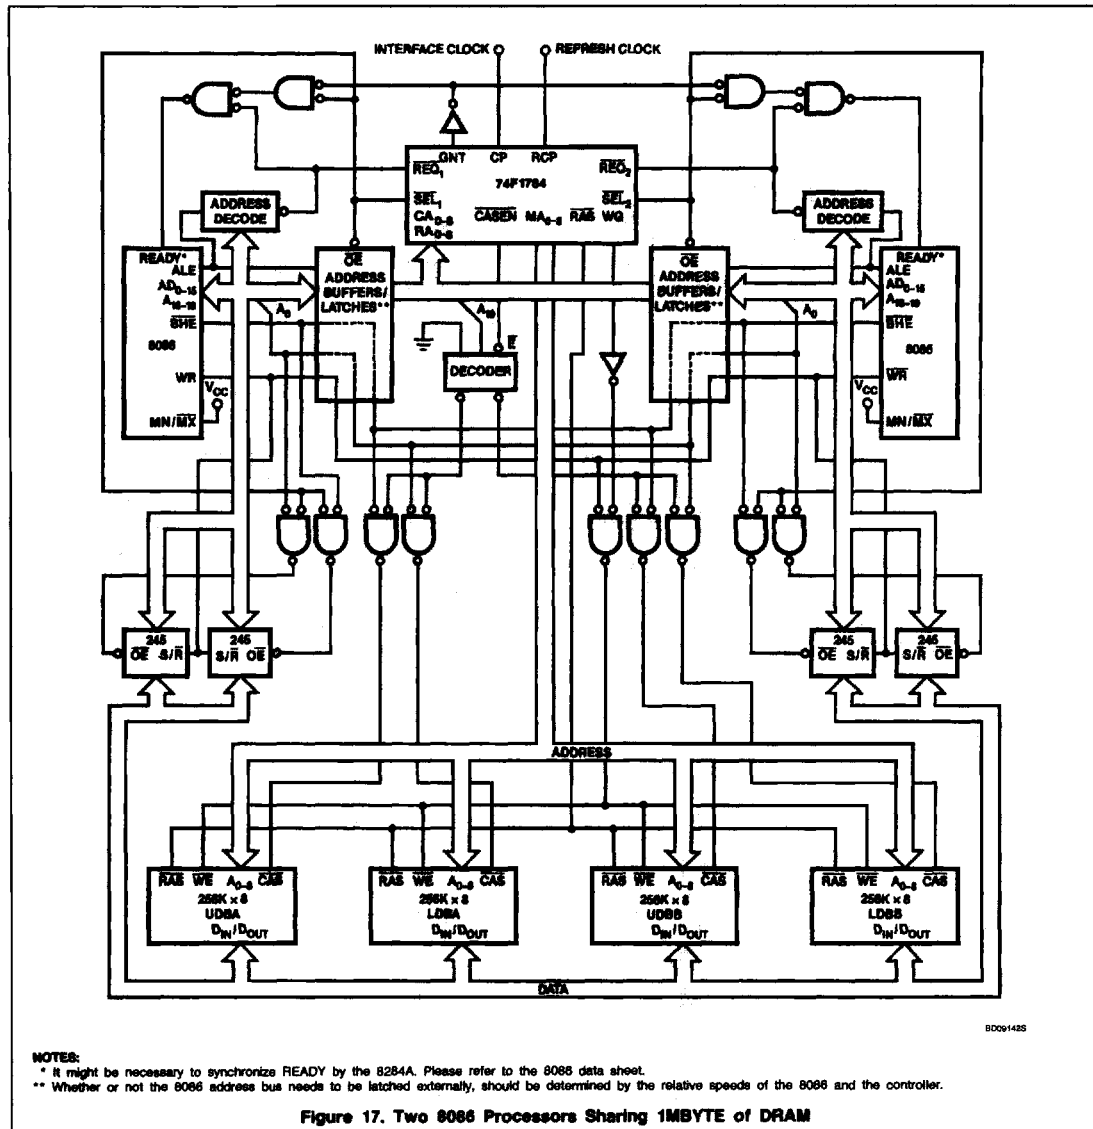 INTERFACE CLOCK
REFRESH CLOCK
GNT CP RCP
REQ1 REQ2
74F1764
SEL1 SEL2
CA0-8 CASEN MA0-8 RAS WG
RA0-8
ADDRESS DECODE
ADDRESS DECODE
READY*
ALE
AD0-15
A16-19
BHE
8086
WR
VCC
MN/MX
OE
ADDRESS
BUFFERS/
LATCHES**
A0
A19
E
DECODER
OE
ADDRESS
BUFFERS/
LATCHES**
A0
READY*
ALE
AD0-15
A16-19
BHE
8086
WR
VCC
MN/MX
245
OE S/R
245
S/R OE
245
OE S/R
245
S/R OE
ADDRESS
RAS WE A0-8 CAS
256K x 8
UDBA
DIN/DOUT
RAS WE A0-8 CAS
256K x 8
LDBA
DIN/DOUT
RAS WE A0-8 CAS
256K x 8
UDBB
DIN/DOUT
RAS WE A0-8 CAS
256K x 8
LDBB
DIN/DOUT
DATA
BD09142S
NOTES:
* It might be necessary to synchronize READY by the 8284A. Please refer to the 8086 data sheet.
** Whether or not the 8086 address bus needs to be latched externally, should be determined by the relative speeds of the 8086 and the controller.
Figure 17. Two 8086 Processors Sharing 1MBYTE of DRAM